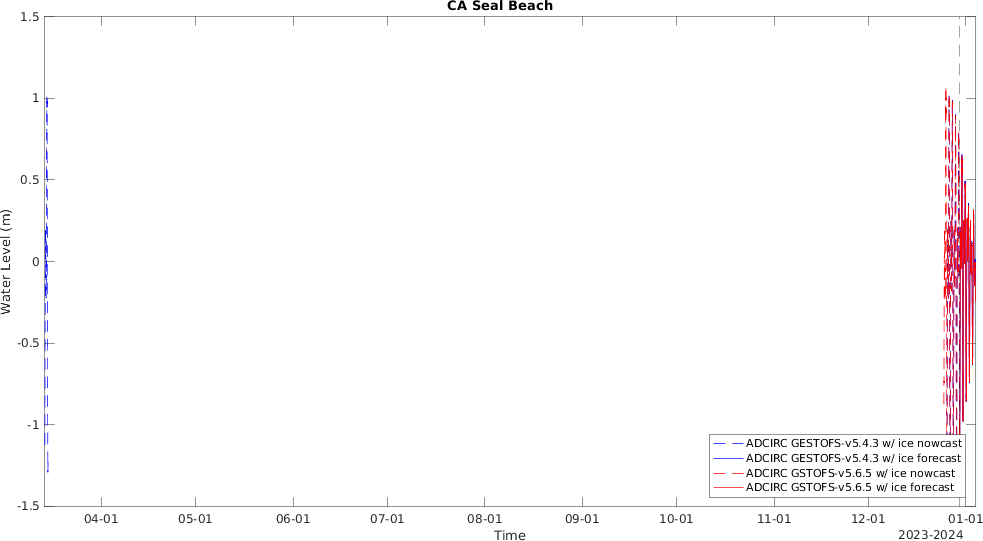 CA Seal Beach
1.5
1
0.5
0
-0.5
-1
-1.5
Water Level (m)
04-01 05-01 06-01 07-01 08-01 09-01 10-01 11-01 12-01 01-01
Time
2023-2024
ADCIRC GESTOFS-v5.4.3 w/ ice nowcast
ADCIRC GESTOFS-v5.4.3 w/ ice forecast
ADCIRC GSTOFS-v5.6.5 w/ ice nowcast
ADCIRC GSTOFS-v5.6.5 w/ ice forecast